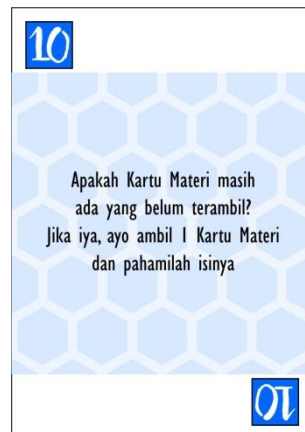 10
Apakah Kartu Materi masih
ada yang belum terambil?
Jika iya, ayo ambil 1 Kartu Materi
dan pahamilah isinya
10